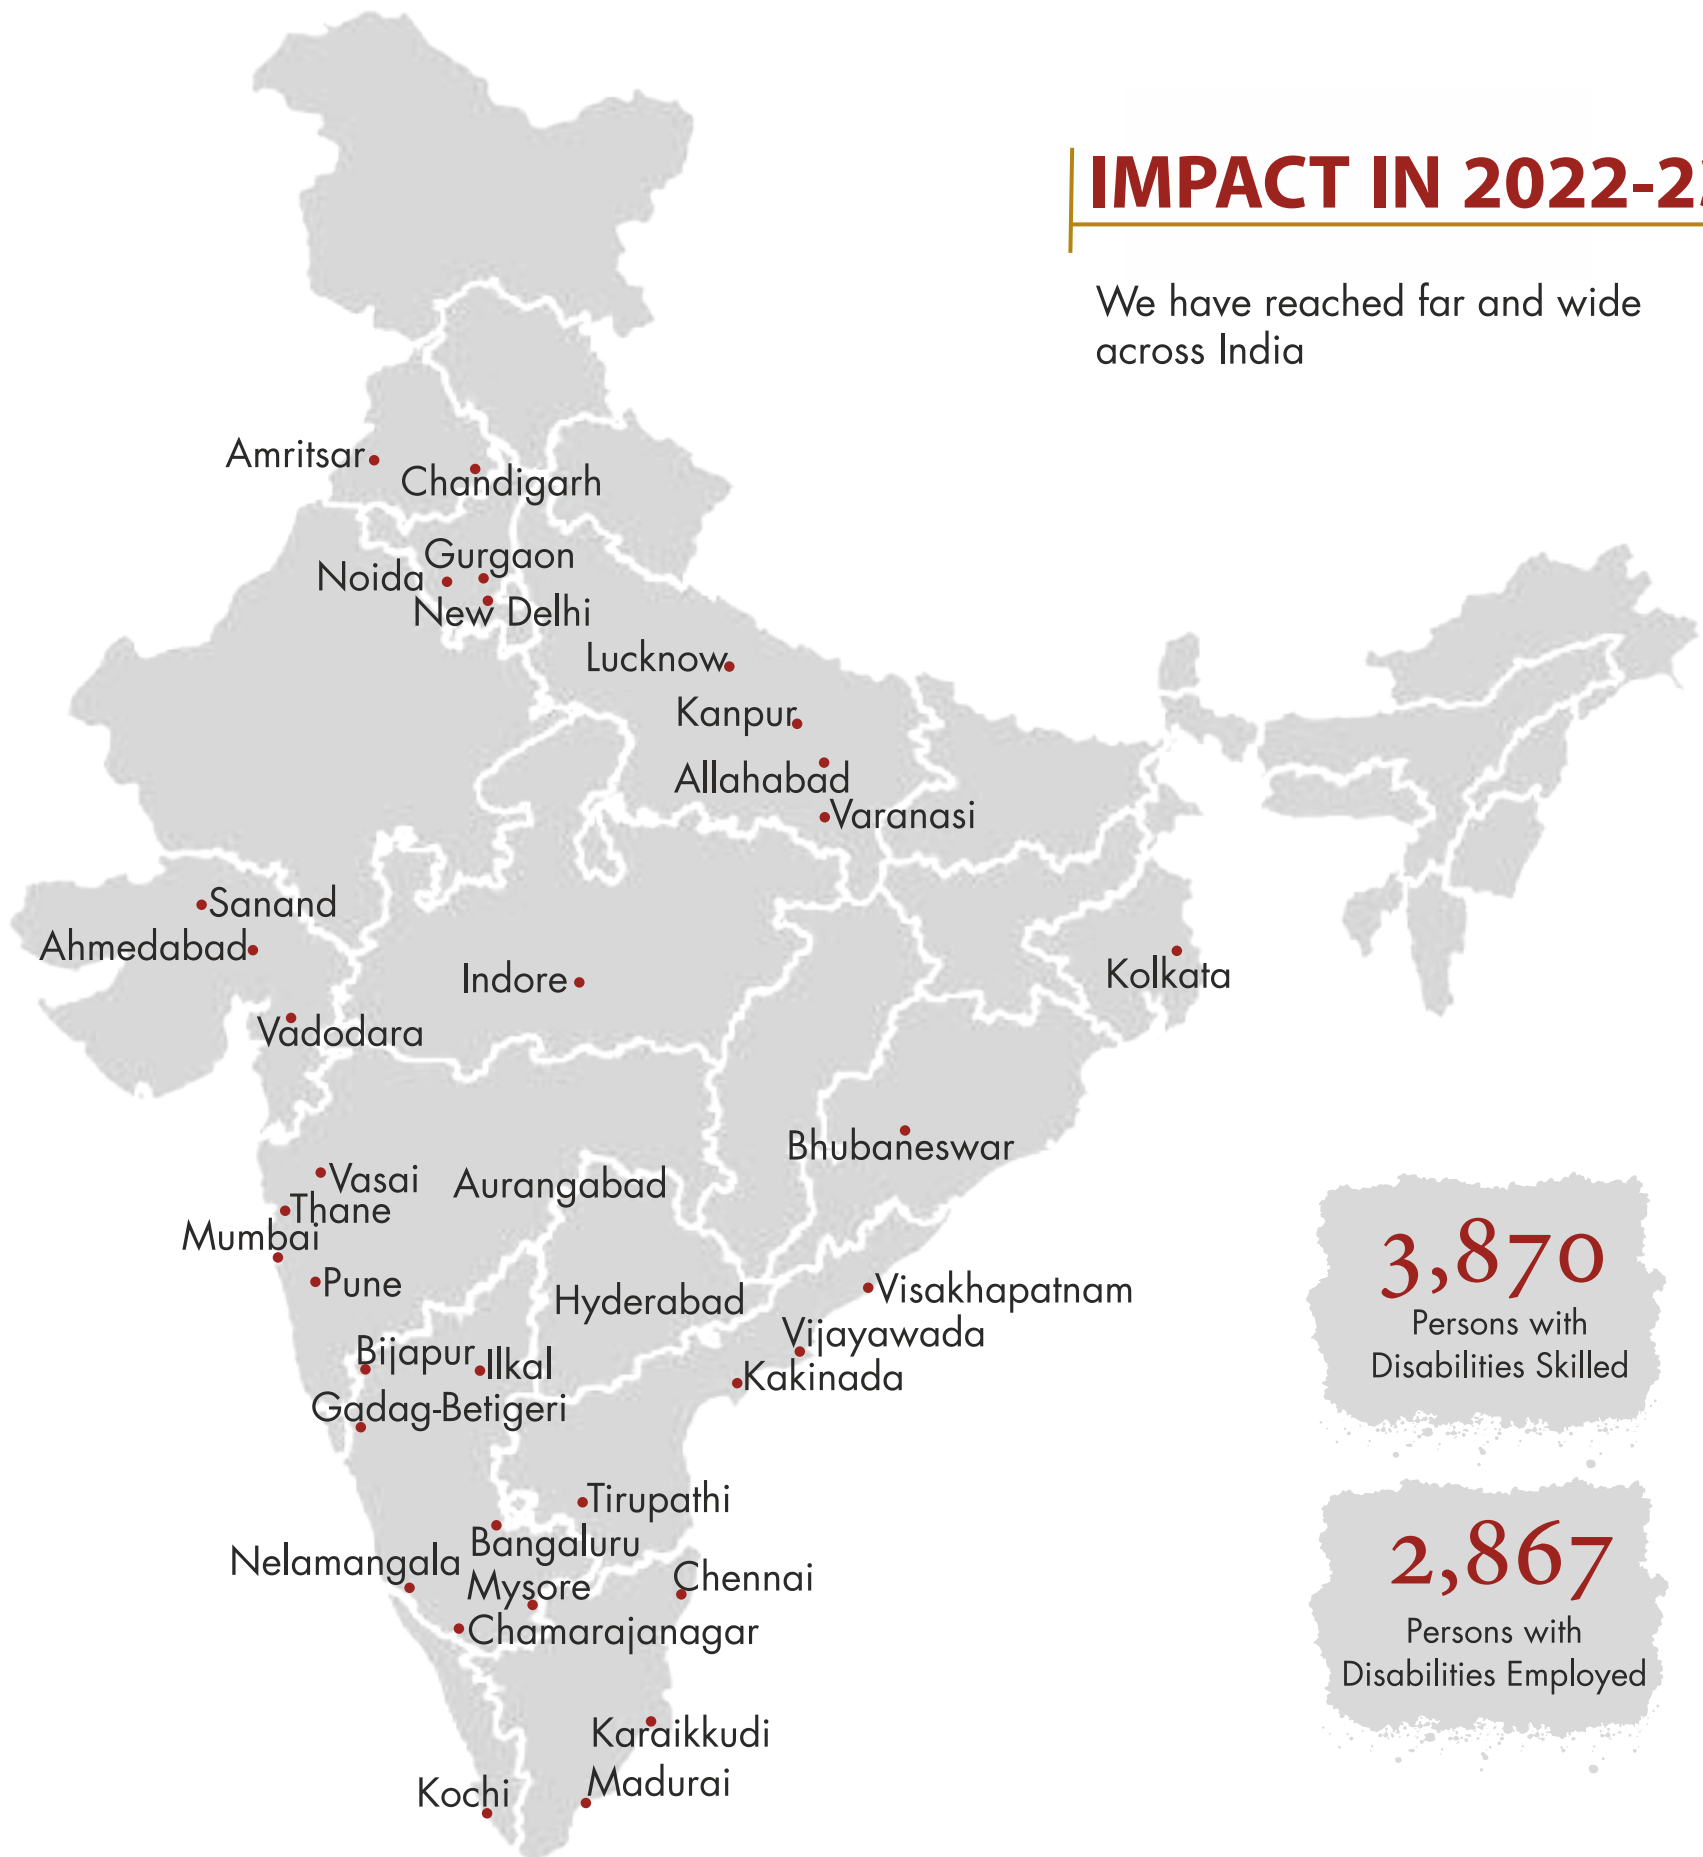 IMPACT IN 2022-23
We have reached far and wide
across India
Amritsar
Chandigarh
Gurgaon
Noida
New Delhi
Lucknow
Kanpur
Allahabad
Varanasi
Sanand
Ahmedabad
Indore
Kolkata
Vadodara
Bhubaneswar
Vasai
Aurangabad
Thane
Mumbai
Pune
Hyderabad
Visakhapatnam
Vijayawada
Bijapur
Ilkal
Kakinada
Gadag-Betigeri
Tirupathi
Bangaluru
Nelamangala
Mysore
Chennai
Chamarajanagar
Karaikkudi
Madurai
Kochi
3,870
Persons with
Disabilities Skilled
2,867
Persons with
Disabilities Employed